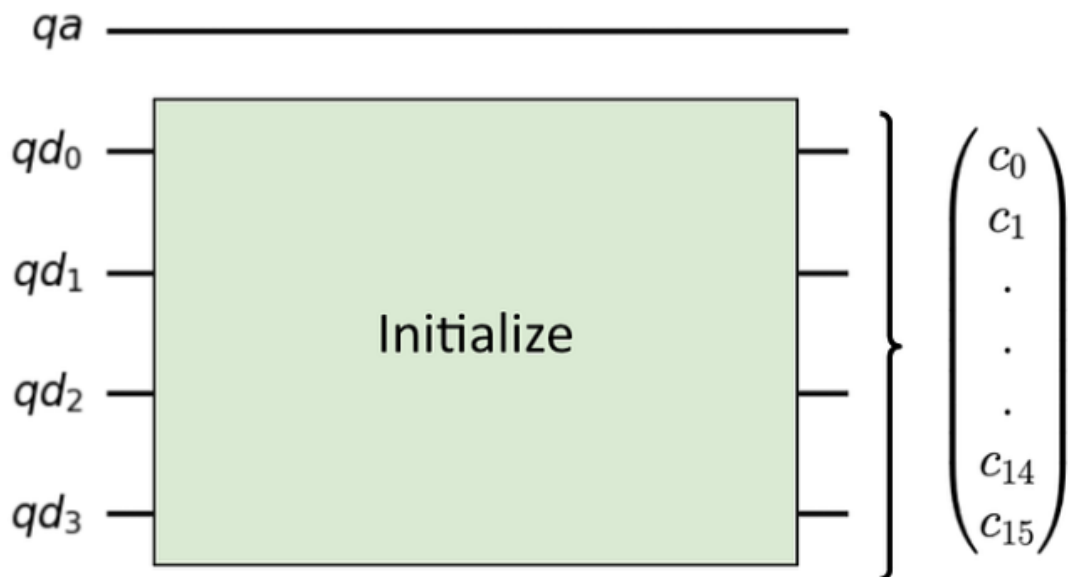 qa
qd₀
qd₁
qd₂
qd₃
Initialize
c₀
c₁
.
.
.
c₁₄
c₁₅